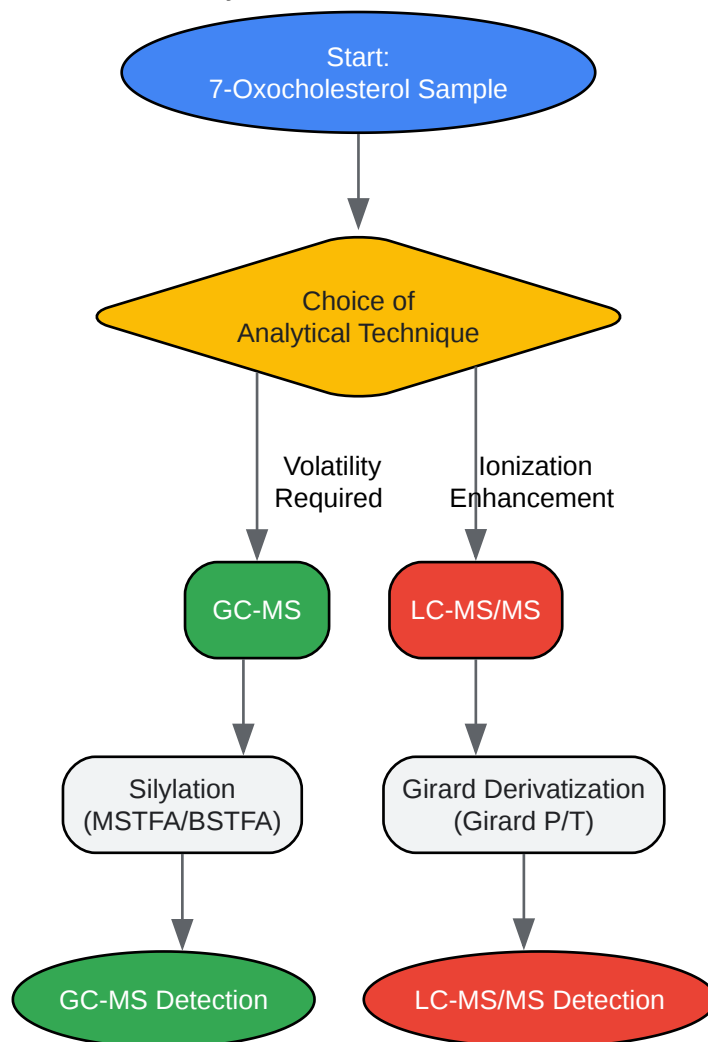 Start:
7-Oxocholesterol Sample
Choice of
Analytical Technique
Volatility
Required
Ionization
Enhancement
GC-MS
LC-MS/MS
Silylation
(MSTFA/BSTFA)
Girard Derivatization
(Girard P/T)
GC-MS Detection
LC-MS/MS Detection